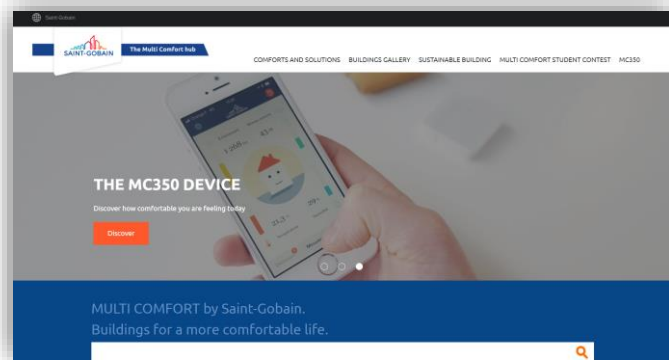 Saint-Gobain
SAINT-GOBAIN
The Multi Comfort hub
COMFORTS AND SOLUTIONS BUILDINGS GALLERY SUSTAINABLE BUILDING MULTI COMFORT STUDENT CONTEST MC350
THE MC350 DEVICE
Discover how comfortable you are feeling today
Discover
MULTI COMFORT by Saint-Gobain.
Buildings for a more comfortable life.